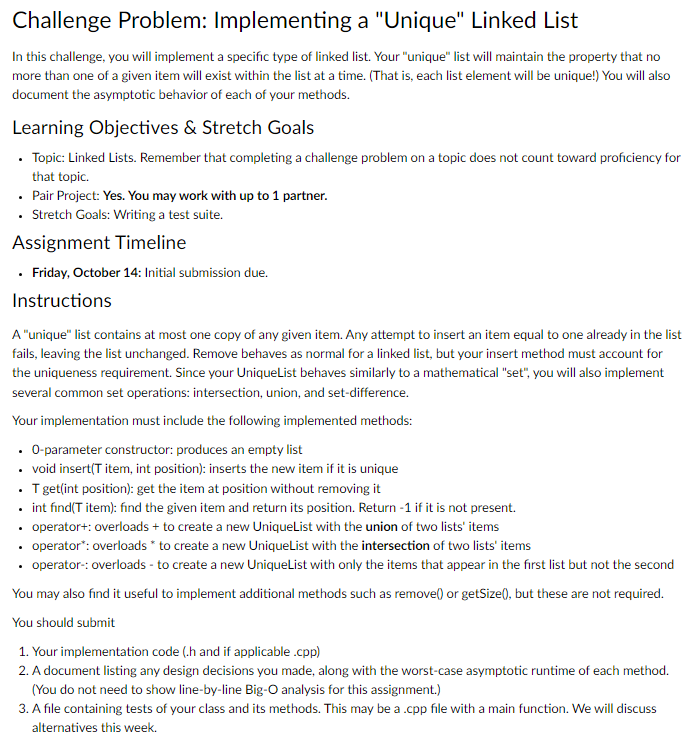 Challenge Problem: Implementing a "Unique" Linked List
In this challenge, you will implement a specific type of linked list. Your "unique" list will maintain the property that no
more than one of a given item will exist within the list at a time. (That is, each list element will be unique!) You will also
document the asymptotic behavior of each of your methods.
Learning Objectives & Stretch Goals
• Topic: Linked Lists. Remember that completing a challenge problem on a topic does not count toward proficiency for
that topic.
• Pair Project: Yes. You may work with up to 1 partner.
• Stretch Goals: Writing a test suite.
Assignment Timeline
• Friday, October 14: Initial submission due.
Instructions
A "unique" list contains at most one copy of any given item. Any attempt to insert an item equal to one already in the list
fails, leaving the list unchanged. Remove behaves as normal for a linked list, but your insert method must account for
the uniqueness requirement. Since your UniqueList behaves similarly to a mathematical "set", you will also implement
several common set operations: intersection, union, and set-difference.
Your implementation must include the following implemented methods:
• 0-parameter constructor: produces an empty list
• void insert(T item, int position): inserts the new item if it is unique
• T get(int position): get the item at position without removing it
• int find(T item): find the given item and return its position. Return -1 if it is not present.
• operator+: overloads + to create a new UniqueList with the union of two lists' items
• operator*: overloads * to create a new UniqueList with the intersection of two lists' items
• operator-: overloads - to create a new UniqueList with only the items that appear in the first list but not the second
You may also find it useful to implement additional methods such as remove() or getSize(), but these are not required.
You should submit
1. Your implementation code (.h and if applicable .cpp)
2. A document listing any design decisions you made, along with the worst-case asymptotic runtime of each method.
(You do not need to show line-by-line Big-O analysis for this assignment.)
3. A file containing tests of your class and its methods. This may be a .cpp file with a main function. We will discuss
alternatives this week.